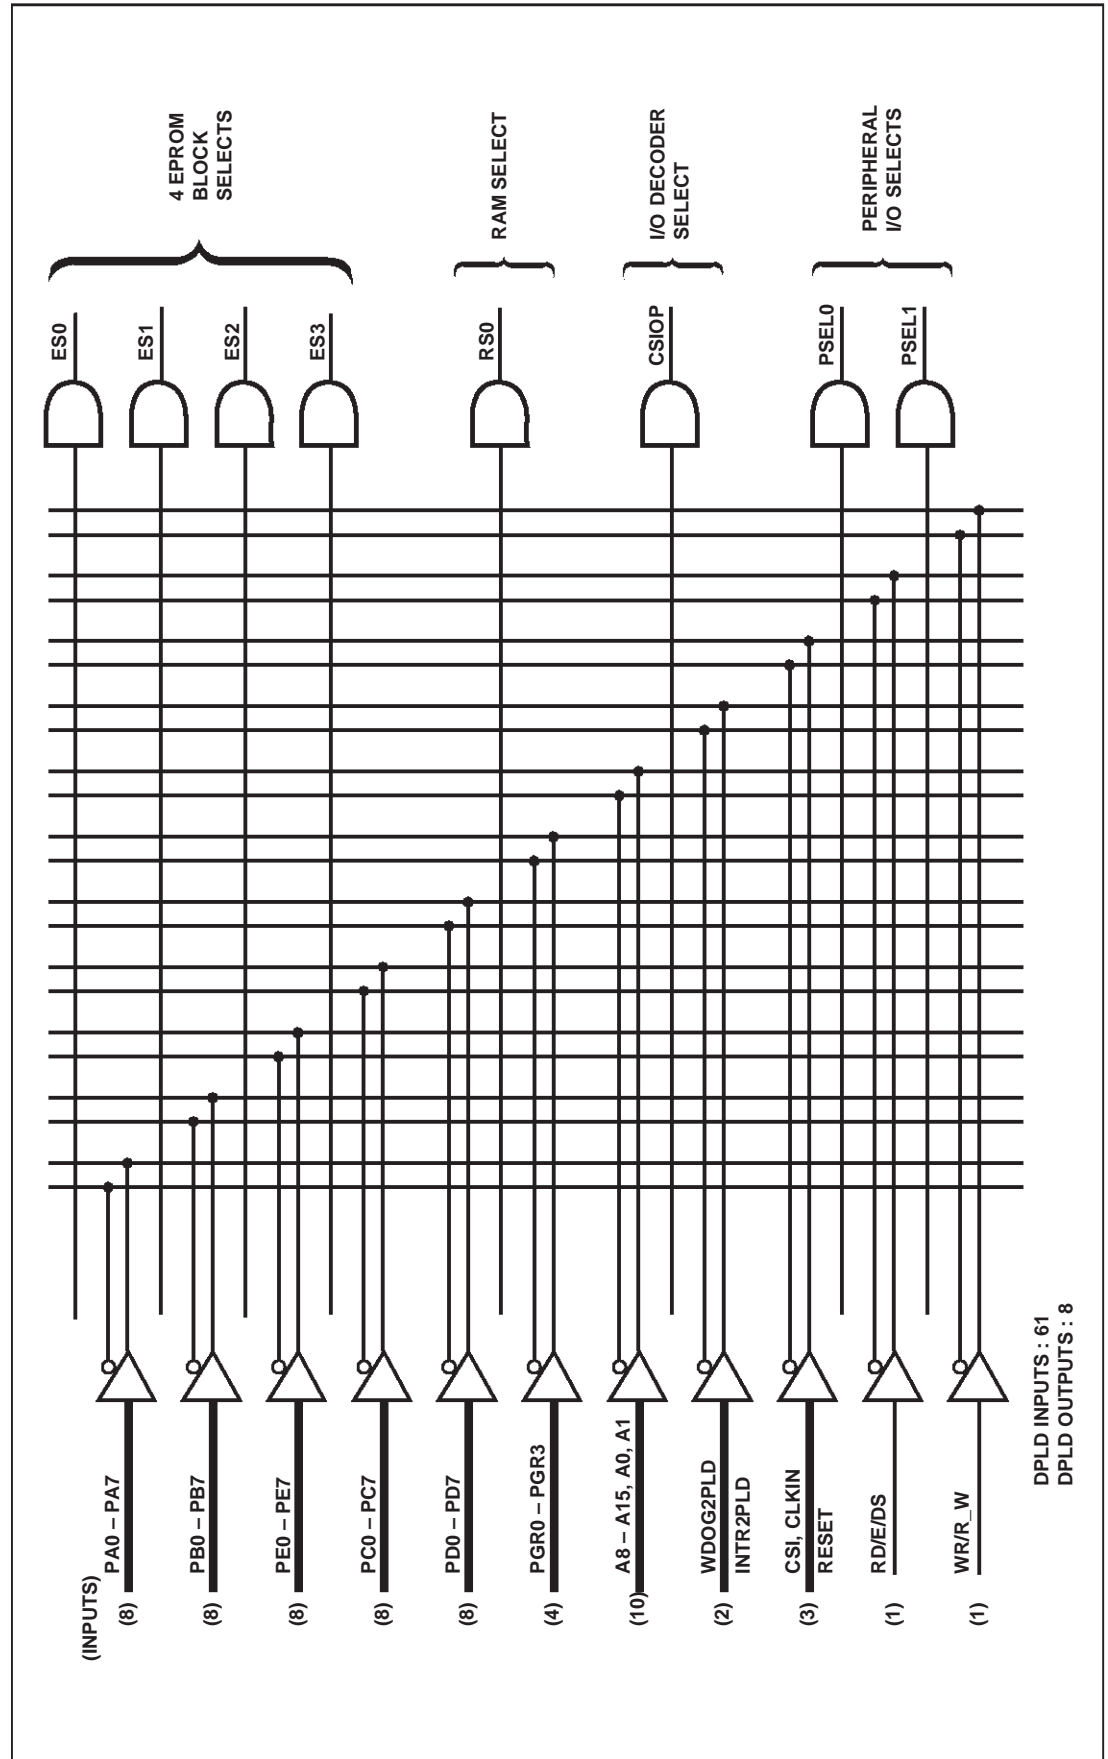 (INPUTS)
(8)
PA0 – PA7
(8)
PB0 – PB7
(8)
PE0 – PE7
(8)
PC0 – PC7
(8)
PD0 – PD7
(4)
PGR0 – PGR3
(10)
A8 – A15, A0, A1
(2)
WDOG2PLD
INTR2PLD
(3)
CSI, CLKIN
RESET
(1)
RD/E/DS
(1)
WR/R_W
ES0
ES1
ES2
ES3
4 EPROM
BLOCK
SELECTS
RS0
RAM SELECT
CSIOP
I/O DECODER
SELECT
PSEL0
PSEL1
PERIPHERAL
I/O SELECTS
DPLD INPUTS : 61
DPLD OUTPUTS : 8